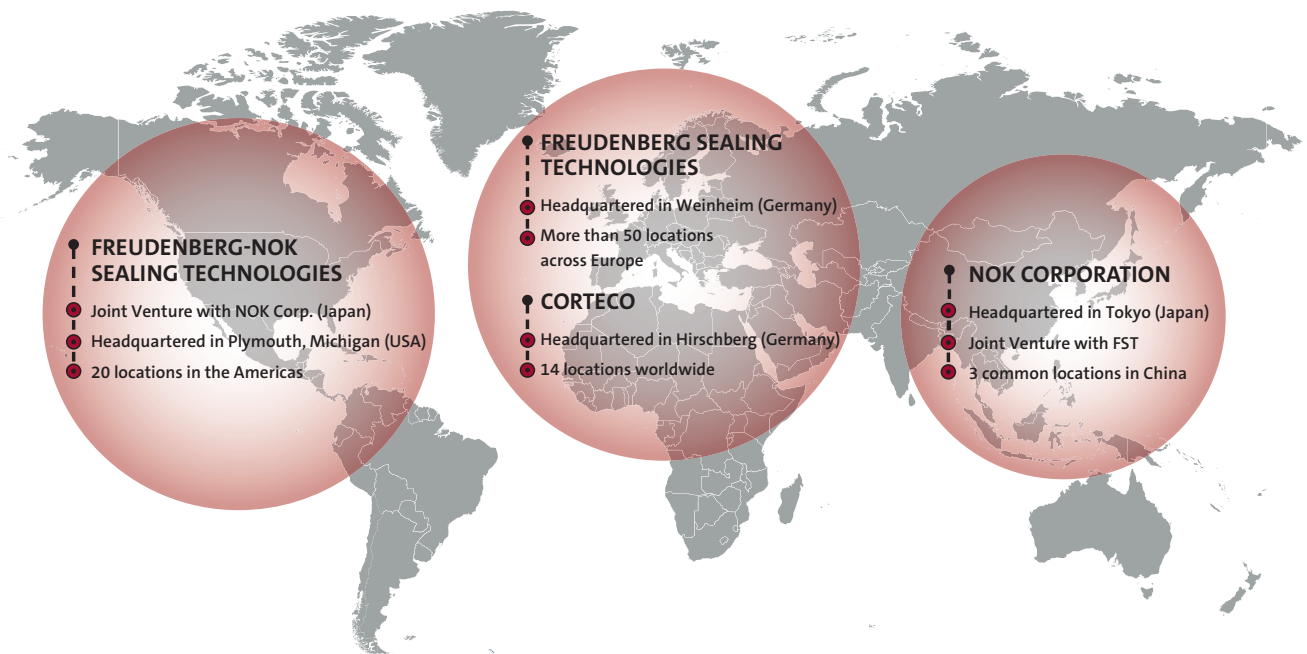 FREUDENBERG-NOK
SEALING TECHNOLOGIES
Joint Venture with NOK Corp. (Japan)
Headquartered in Plymouth, Michigan (USA)
20 locations in the Americas
FREUDENBERG SEALING
TECHNOLOGIES
Headquartered in Weinheim (Germany)
More than 50 locations
across Europe
CORTECO
Headquartered in Hirschberg (Germany)
14 locations worldwide
NOK CORPORATION
Headquartered in Tokyo (Japan)
Joint Venture with FST
3 common locations in China